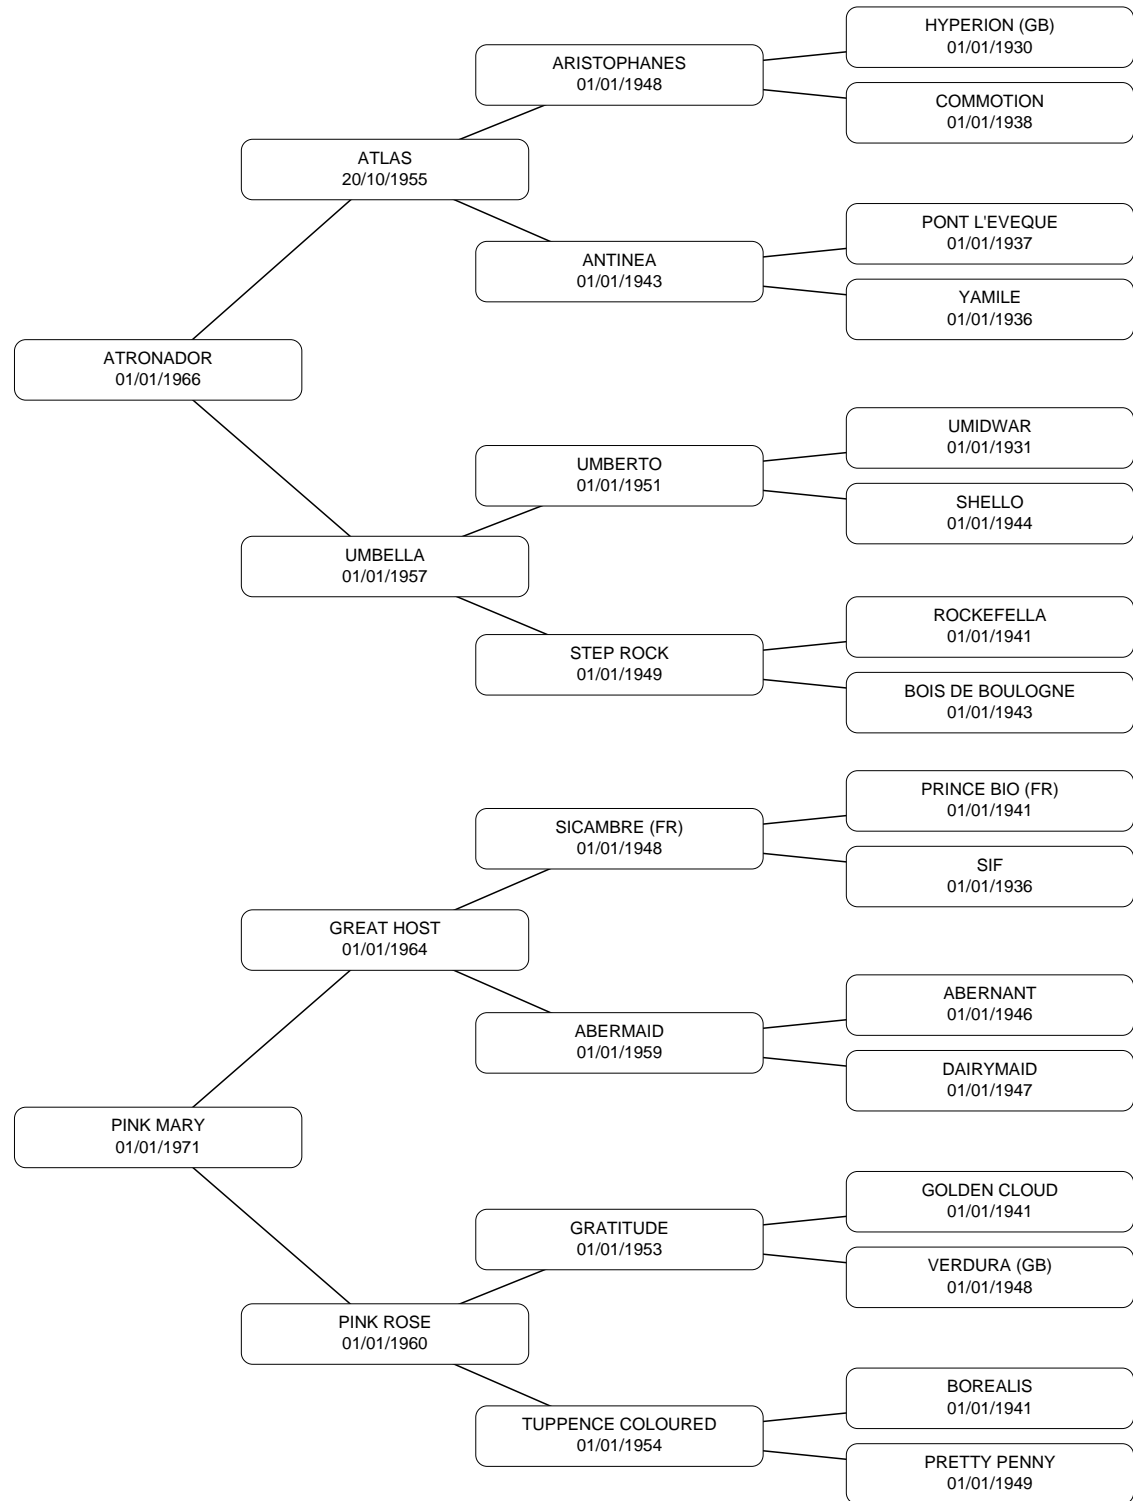 HYPERION (GB)
01/01/1930
ARISTOPHANES
01/01/1948
COMMOTION
01/01/1938
ATLAS
20/10/1955
PONT L'EVEQUE
01/01/1937
ANTINEA
01/01/1943
YAMILE
01/01/1936
ATRONADOR
01/01/1966
UMIDWAR
01/01/1931
UMBERTO
01/01/1951
SHELLO
01/01/1944
UMBELLA
01/01/1957
ROCKEFELLA
01/01/1941
STEP ROCK
01/01/1949
BOIS DE BOULOGNE
01/01/1943
PRINCE BIO (FR)
01/01/1941
SICAMBRE (FR)
01/01/1948
SIF
01/01/1936
GREAT HOST
01/01/1964
ABERNANT
01/01/1946
ABERMAID
01/01/1959
DAIRYMAID
01/01/1947
PINK MARY
01/01/1971
GOLDEN CLOUD
01/01/1941
GRATITUDE
01/01/1953
VERDURA (GB)
01/01/1948
PINK ROSE
01/01/1960
BOREALIS
01/01/1941
TUPPENCE COLOURED
01/01/1954
PRETTY PENNY
01/01/1949